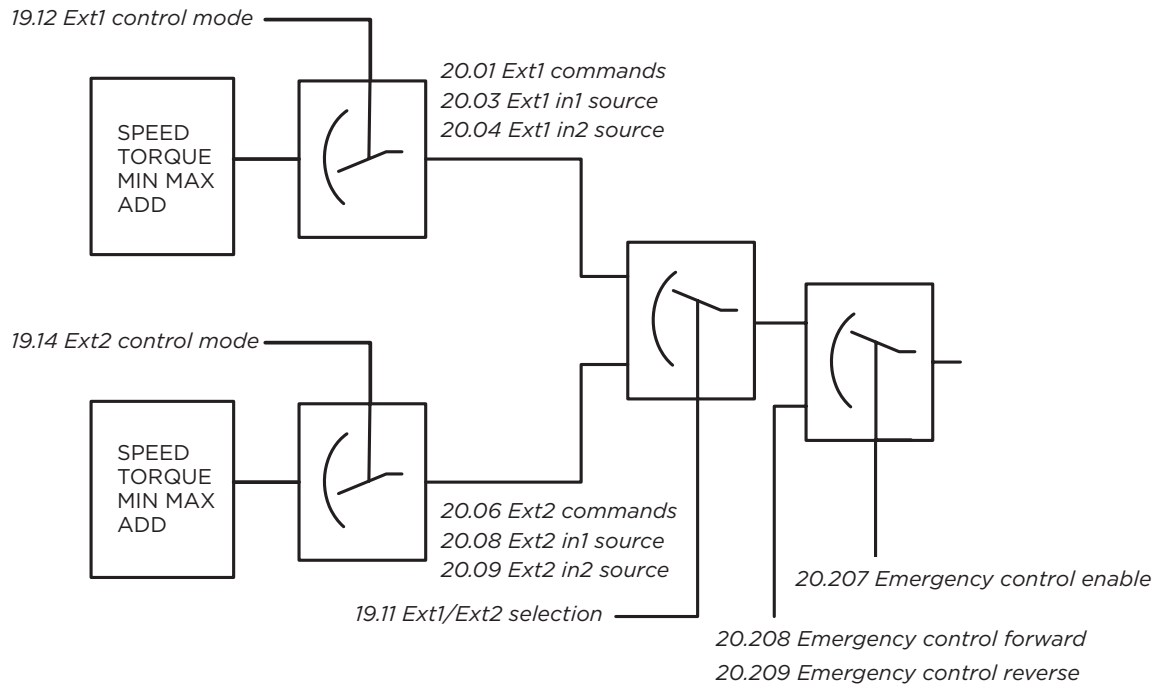 19.12 Ext1 control mode
20.01 Ext1 commands
20.03 Ext1 in1 source
20.04 Ext1 in2 source
SPEED
TORQUE
MIN MAX
ADD
19.14 Ext2 control mode
SPEED
TORQUE
MIN MAX
ADD
20.06 Ext2 commands
20.08 Ext2 in1 source
20.09 Ext2 in2 source
19.11 Ext1/Ext2 selection
20.207 Emergency control enable
20.208 Emergency control forward
20.209 Emergency control reverse